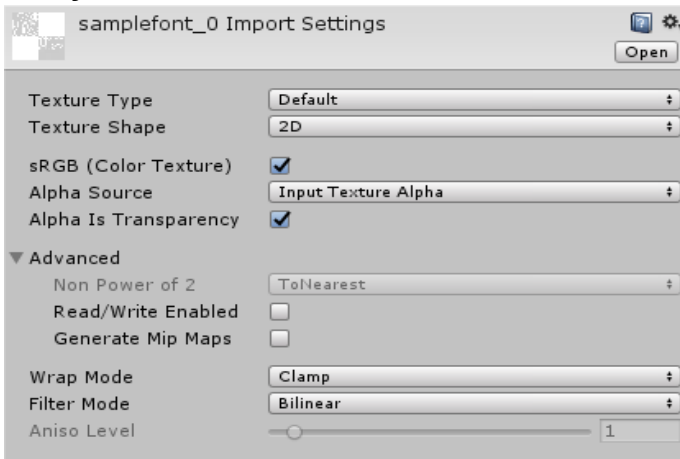 samplefont_0 Import Settings
Open
Texture Type Default
Texture Shape 2D
sRGB (Color Texture)
Alpha Source Input Texture Alpha
Alpha Is Transparency
Advanced
Non Power of 2 ToNearest
Read/Write Enabled
Generate Mip Maps
Wrap Mode Clamp
Filter Mode Bilinear
Aniso Level 1